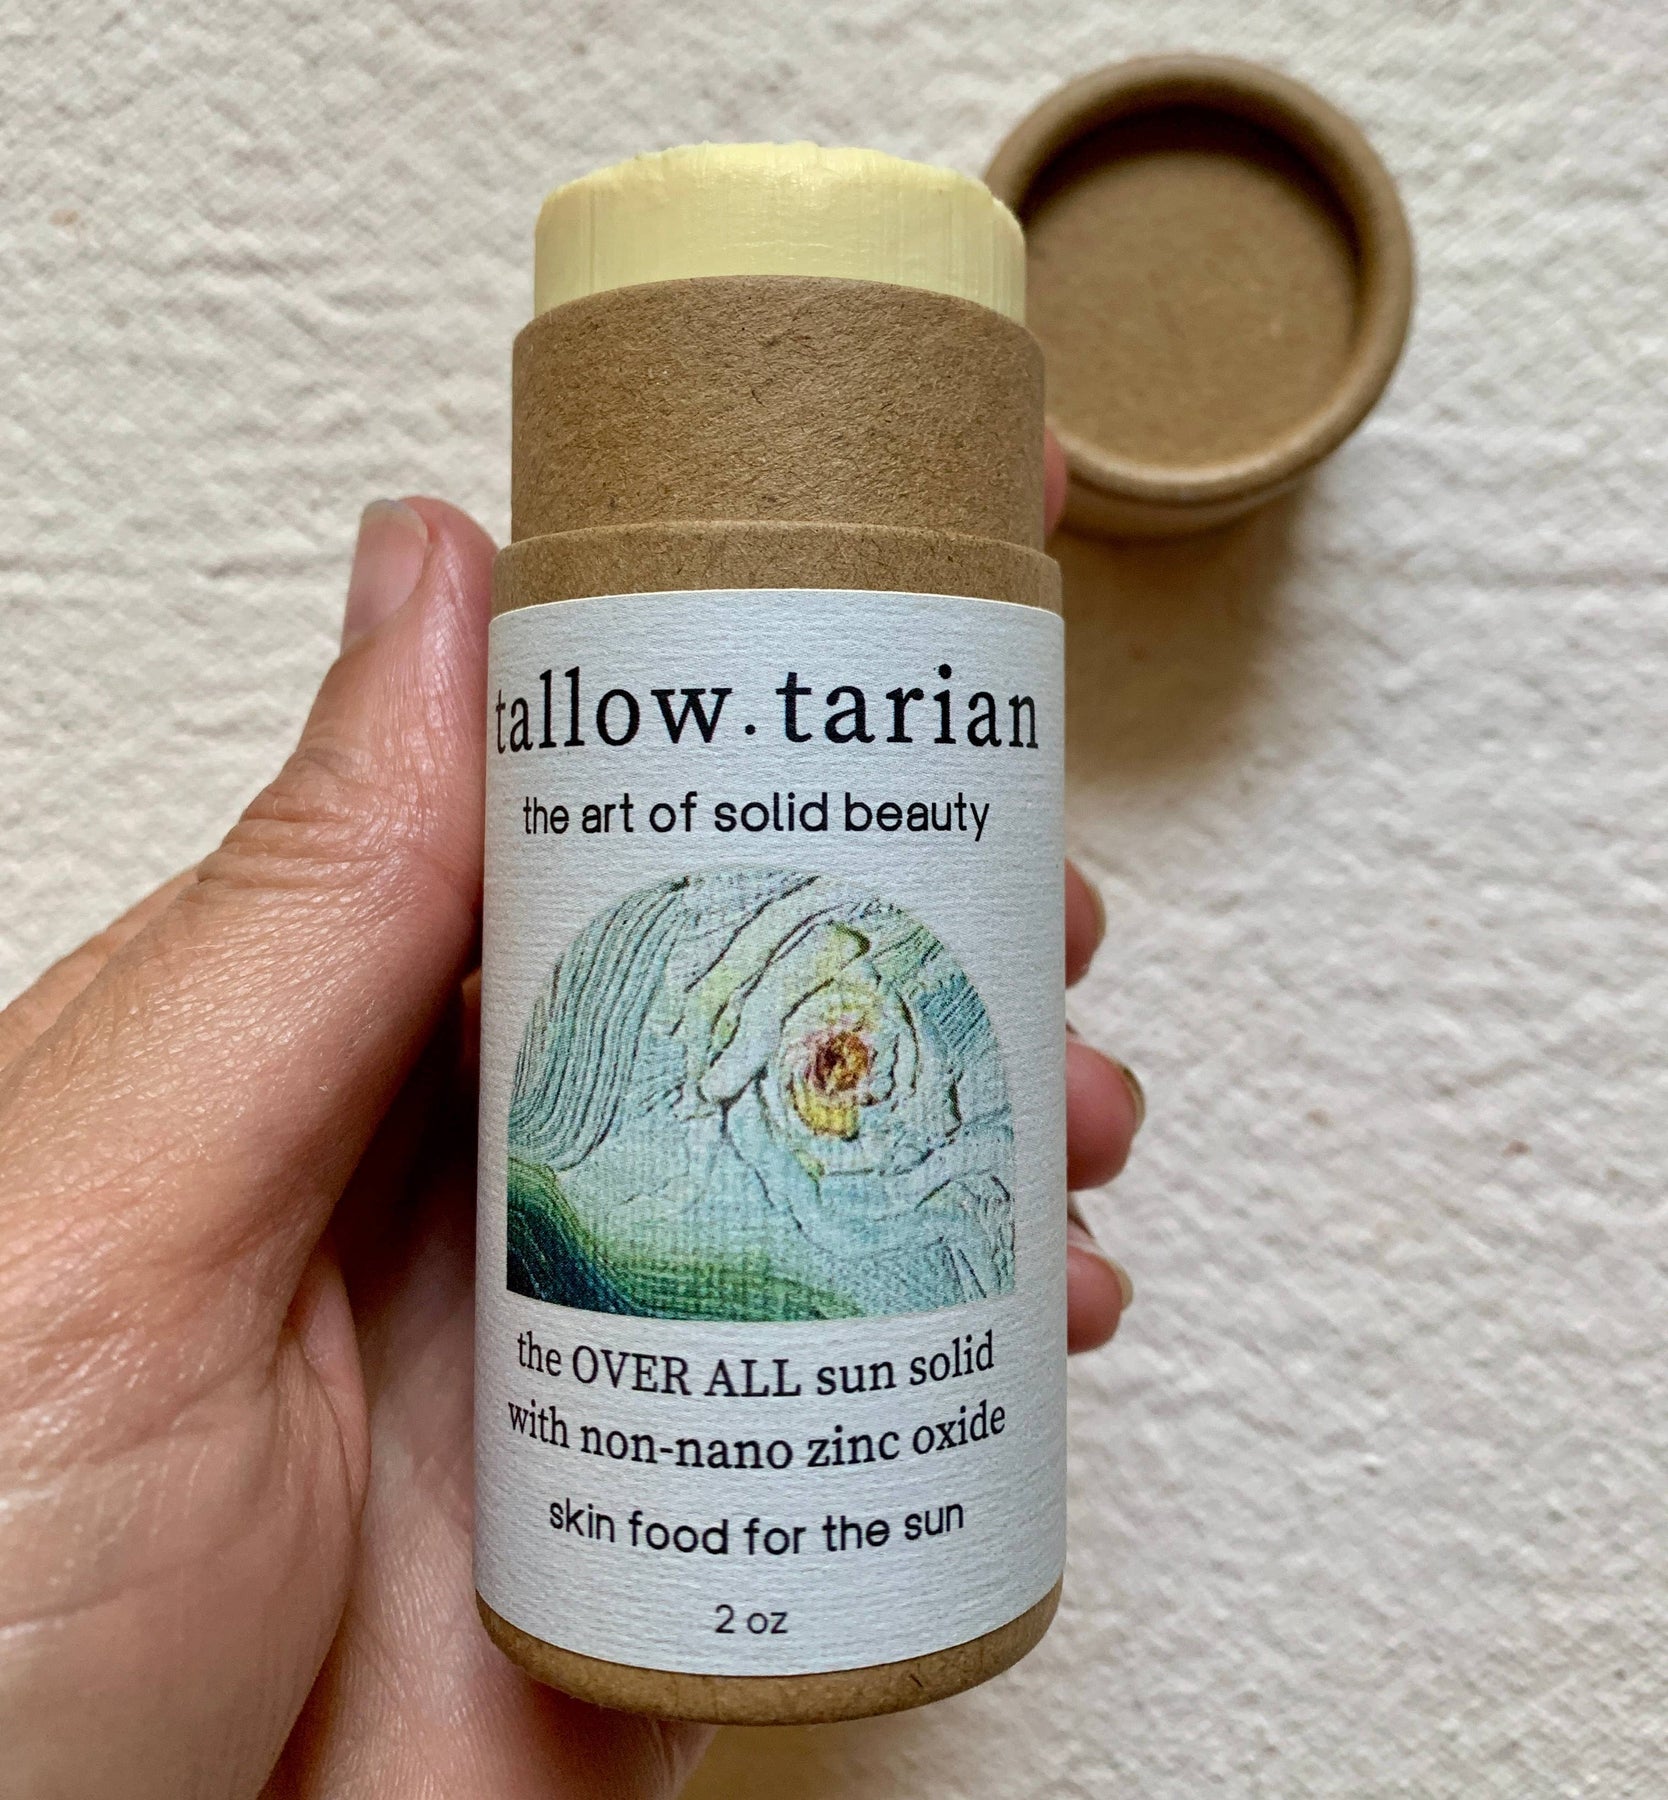 tallow.tarian
the art of solid beauty
the OVER ALL sun solid
with non-nano zinc oxide
skin food for the sun
2 oz